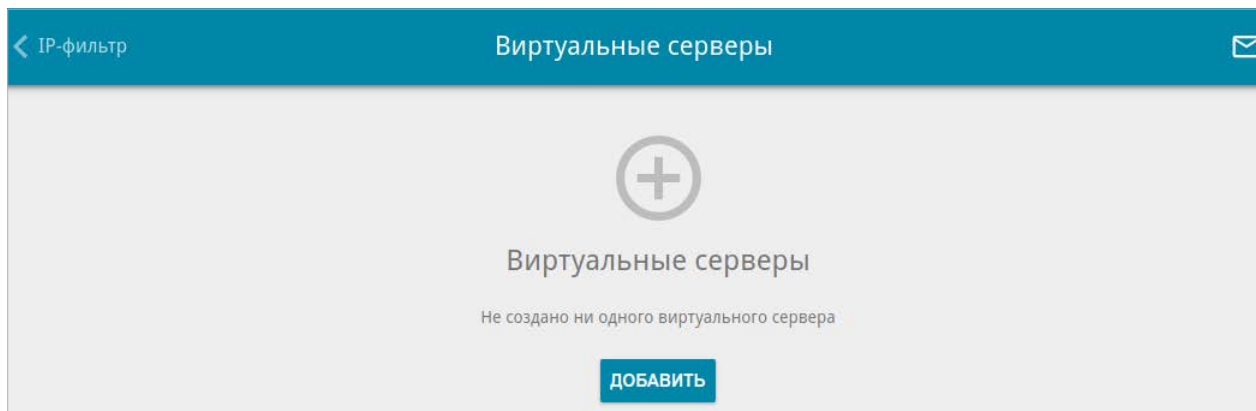 IP-фильтр
Виртуальные серверы
Виртуальные серверы
Не создано ни одного виртуального сервера
ДОБАВИТЬ